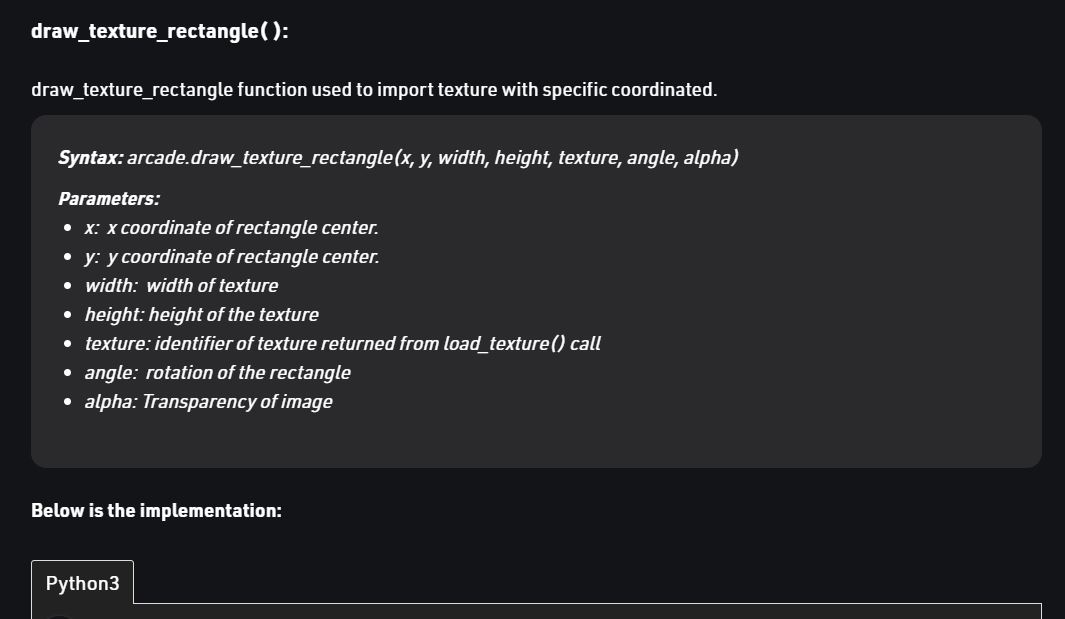 draw_texture_rectangle( ):
draw_texture_rectangle function used to import texture with specific coordinated.
Syntax: arcade.draw_texture_rectangle(x, y, width, height, texture, angle, alpha)
Parameters:
• x:  x coordinate of rectangle center.
• y:  y coordinate of rectangle center.
• width:  width of texture
• height: height of the texture
• texture: identifier of texture returned from load_texture() call
• angle:  rotation of the rectangle
• alpha: Transparency of image
Below is the implementation:
Python3